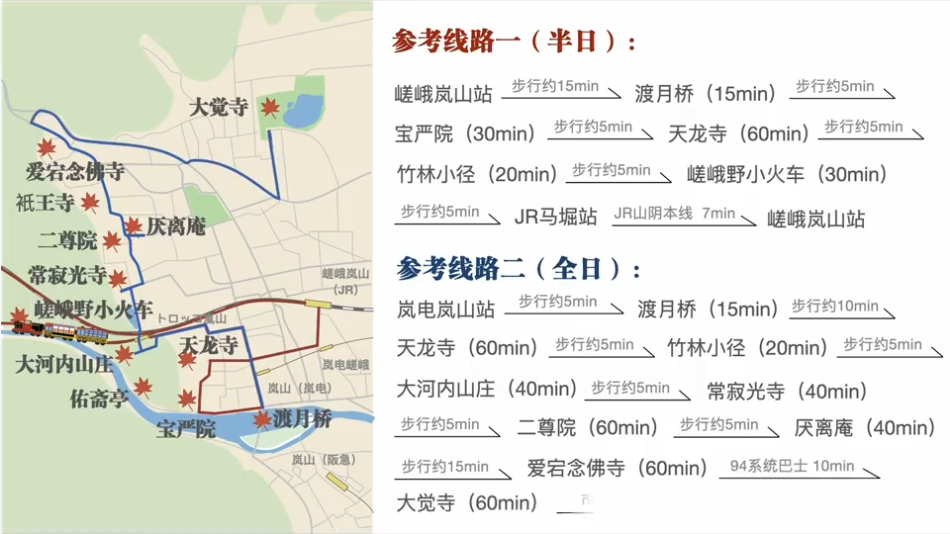 大觉寺
爱宕念佛寺
祇王寺
厌离庵
二尊院
常寂光寺
嵯峨岚山
（JR）
嵯峨野小火车
天龙寺
大河内山庄
岚电嵯峨
岚山（岚电）
佑斋亭
宝严院
渡月桥
岚山（阪急）
参考线路一（半日）：
嵯峨岚山站 步行约15min 渡月桥（15min） 步行约5min
宝严院（30min） 步行约5min 天龙寺（60min） 步行约5min
竹林小径（20min） 步行约5min 嵯峨野小火车（30min）
步行约5min JR马堀站 JR山阴本线 7min 嵯峨岚山站
参考线路二（全日）：
岚电岚山站 步行约5min 渡月桥（15min） 步行约10min
天龙寺（60min） 步行约5min 竹林小径（20min） 步行约5min
大河内山庄（40min） 步行约5min 常寂光寺（40min）
步行约5min 二尊院（60min） 步行约5min 厌离庵（40min）
步行约15min 爱宕念佛寺（60min） 94系统巴士 10min
大觉寺（60min）